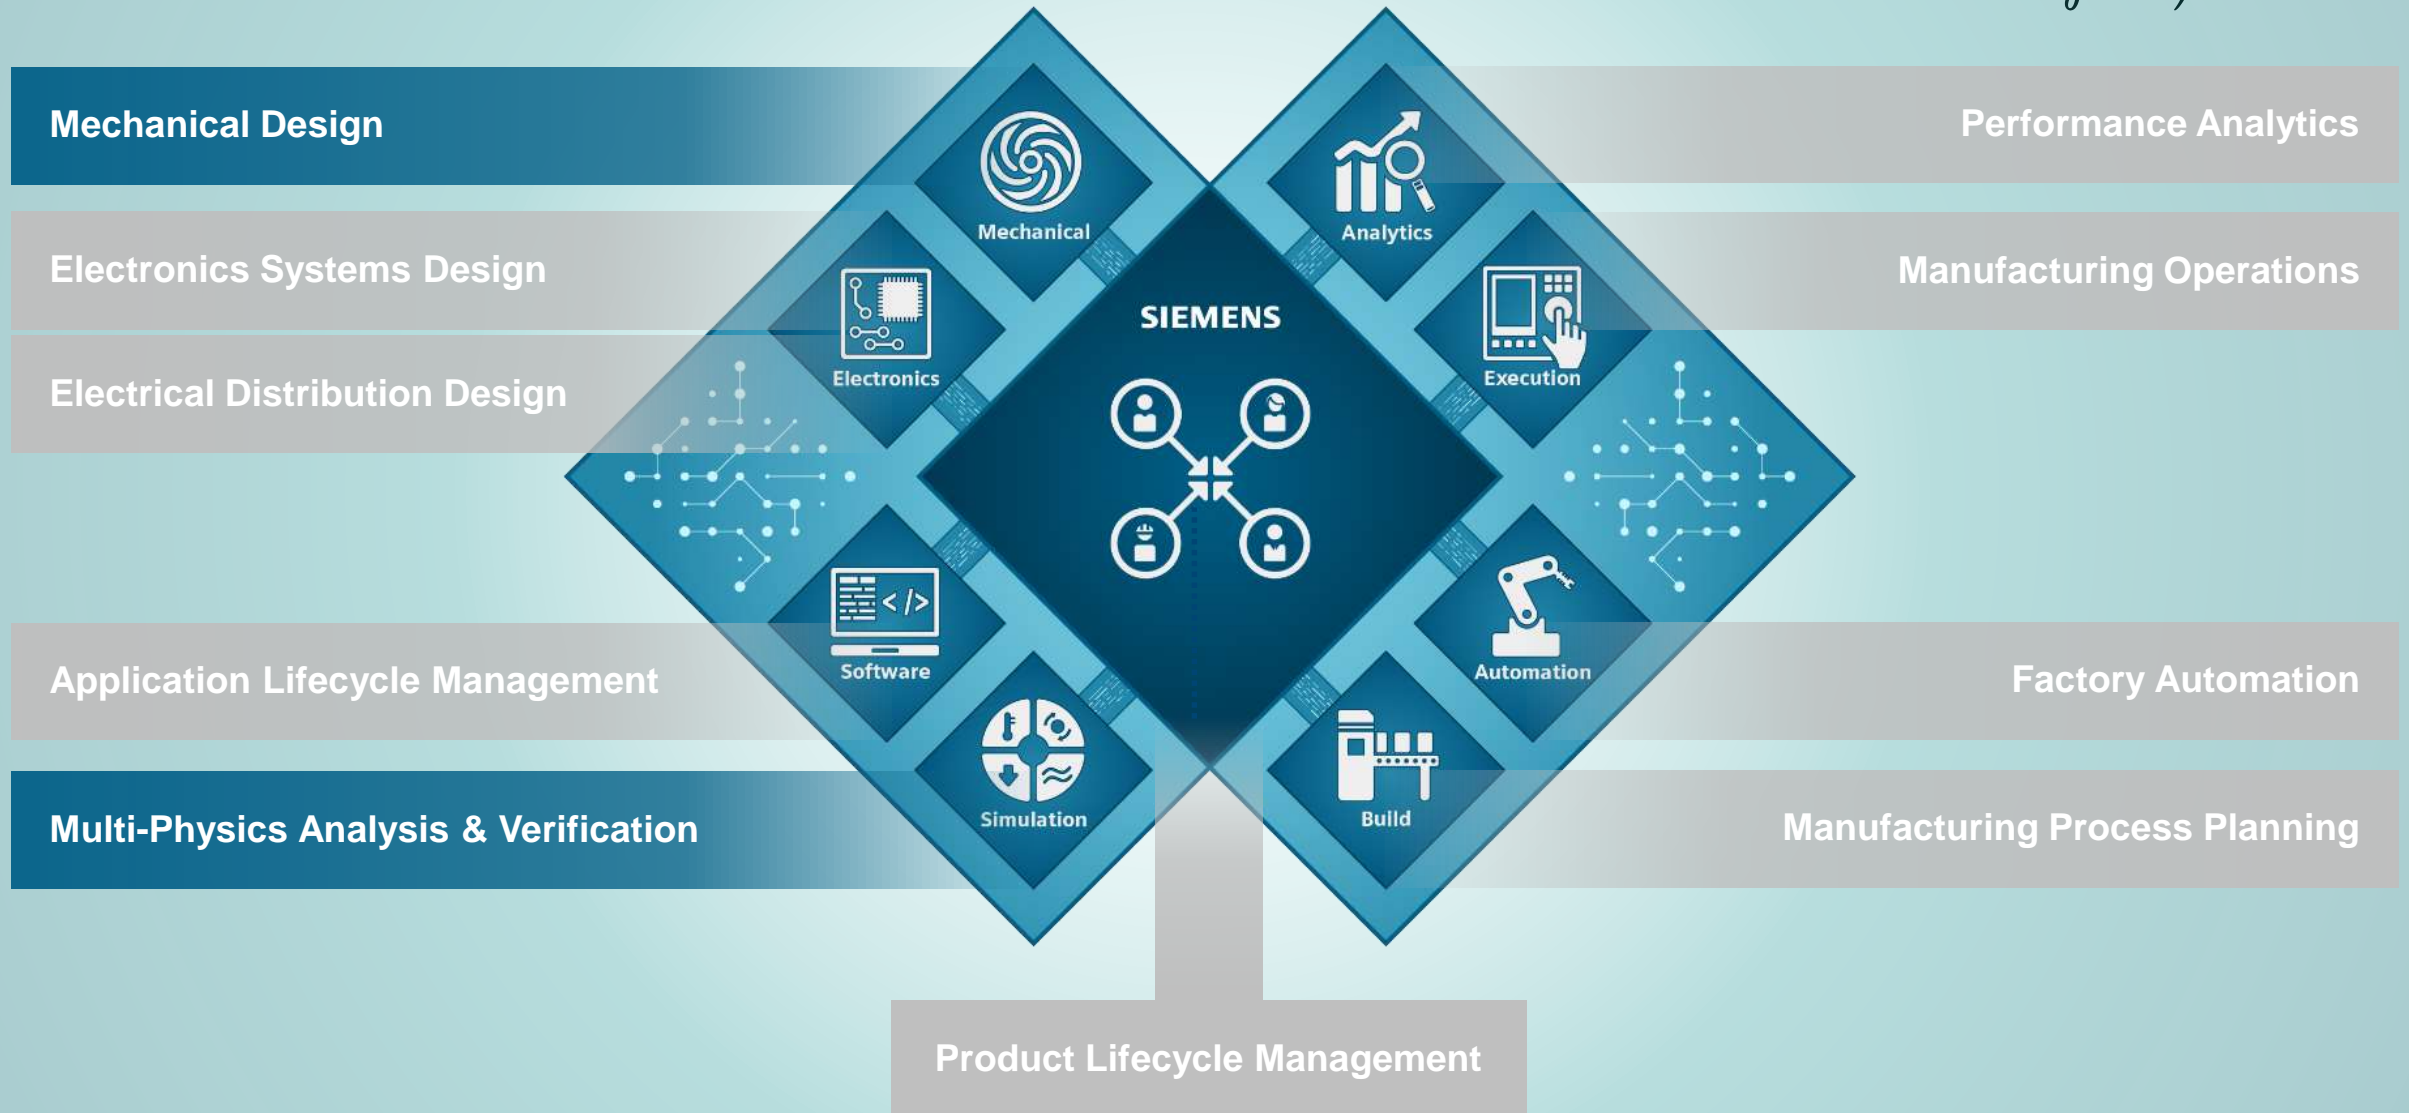 Mechanical Design
Electronics Systems Design
Electrical Distribution Design
Application Lifecycle Management
Multi-Physics Analysis & Verification
Mechanical
Electronics
Software
Simulation
SIEMENS
</>
Analytics
Execution
Automation
Build
Performance Analytics
Manufacturing Operations
Factory Automation
Manufacturing Process Planning
Product Lifecycle Management